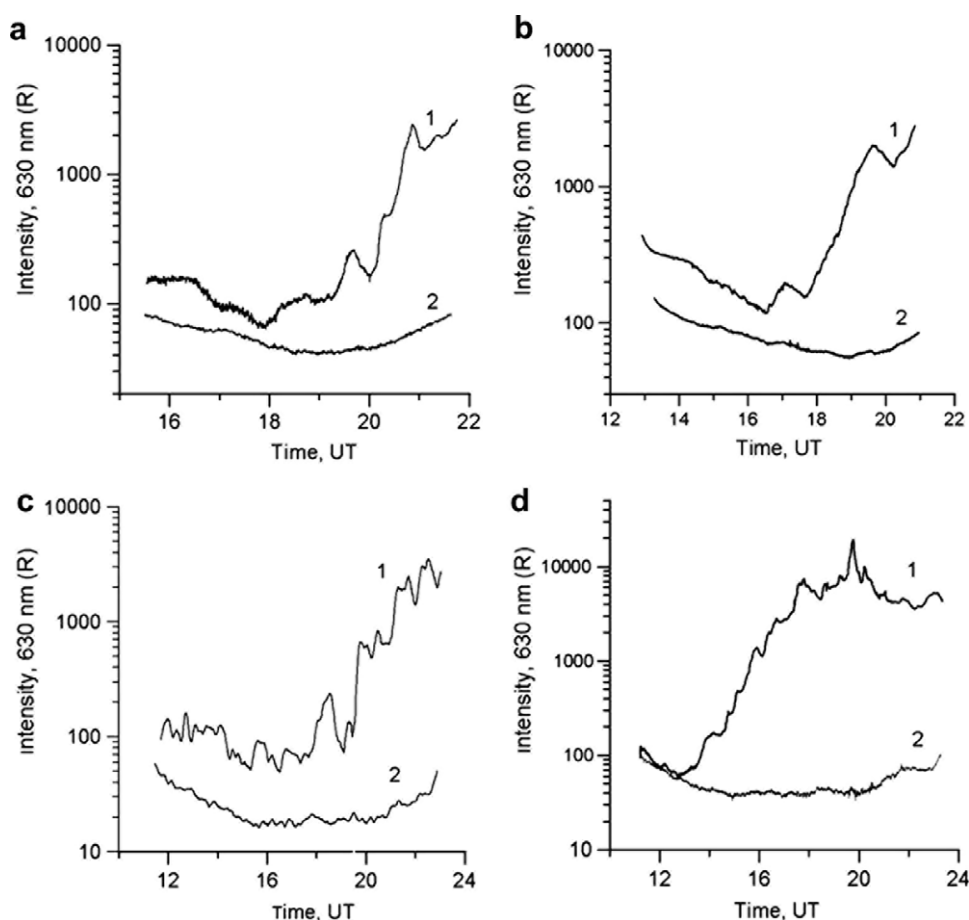 a
Intensity, 630 nm (R)
10000
1000
100
1
2
16 18 20 22
Time, UT
b
Intensity, 630 nm (R)
10000
1000
100
1
2
12 14 16 18 20 22
Time, UT
c
intensity, 630 nm (R)
10000
1000
100
10
1
2
12 16 20 24
Time, UT
d
intensity, 630 nm (R)
10000
1000
100
10
1
2
12 16 20 24
Time, UT